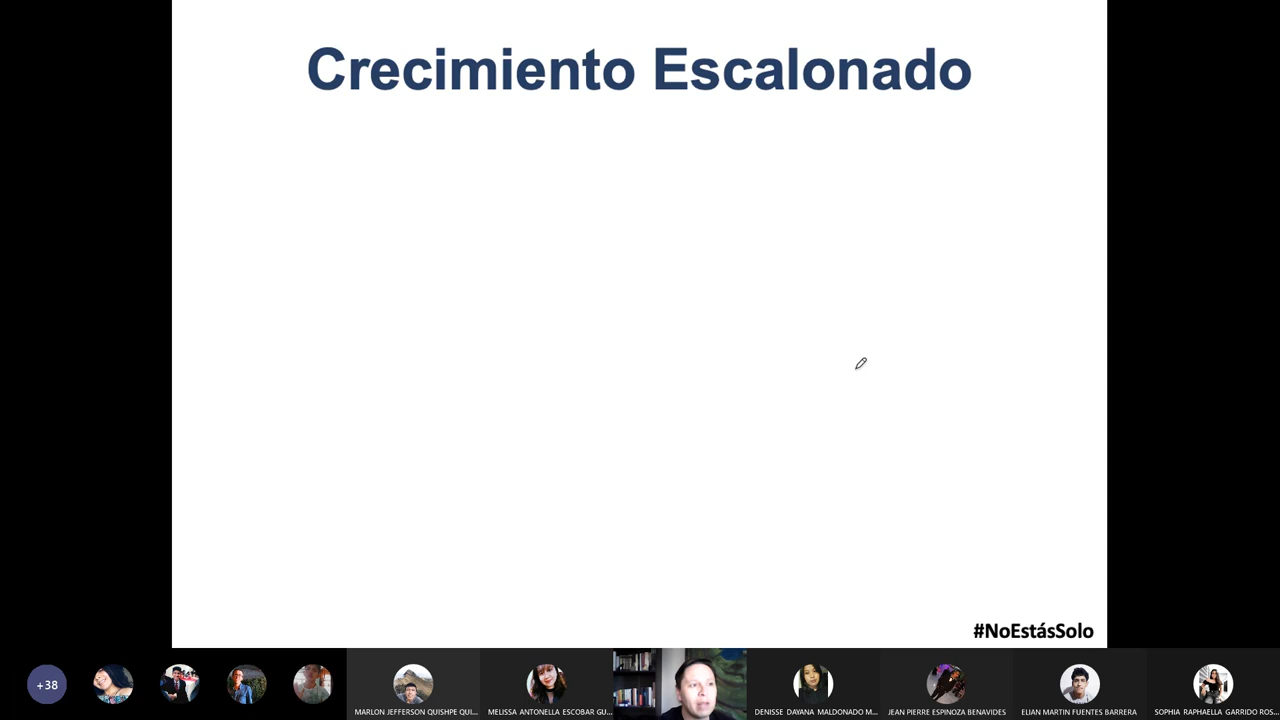 Crecimiento Escalonado
#NoEstásSolo
+38
MARLON JEFFERSON QUISHPE QUI...
MELISSA ANTONELLA ESCOBAR GU...
DENISSE DAYANA MALDONADO M...
JEAN PIERRE ESPINOZA BENAVIDES
ELIAN MARTIN FUENTES BARRERA
SOPHIA RAPHAELLA GARRIDO ROS...